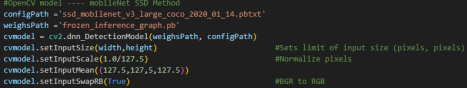 #OpenCV model ---- mobileNet SSD Method
configPath ='ssd_mobilenet_v3_large_coco_2020_01_14.pbtxt'
weighsPath ='frozen_inference_graph.pb'
cvmodel = cv2.dnn_DetectionModel(weighsPath, configPath)
cvmodel.setInputSize(width,height) #Sets limit of input size (pixels, pixels)
cvmodel.setInputScale(1.0/127.5) #Normalize pixels
cvmodel.setInputMean((127.5,127,5,127.5))
cvmodel.setInputSwapRB(True) #BGR to RGB